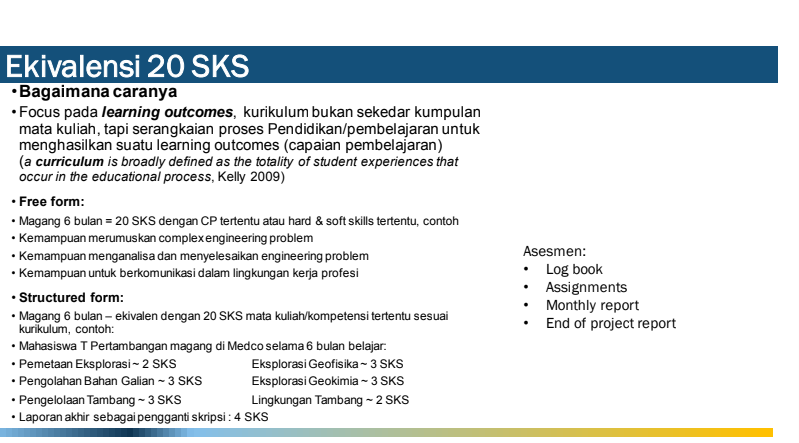 Ekivalensi 20 SKS
• Bagaimana caranya
• Focus pada learning outcomes, kurikulum bukan sekedar kumpulan
mata kuliah, tapi serangkaian proses Pendidikan/pembelajaran untuk
menghasilkan suatu learning outcomes (capaian pembelajaran)
(a curriculum is broadly defined as the totality of student experiences that
occur in the educational process, Kelly 2009)
• Free form:
• Magang 6 bulan = 20 SKS dengan CP tertentu atau hard & soft skills tertentu, contoh
• Kemampuan merumuskan complex engineering problem
• Kemampuan menganalisa dan menyelesaikan engineering problem
• Kemampuan untuk berkomunikasi dalam lingkungan kerja profesi
• Structured form:
• Magang 6 bulan – ekivalen dengan 20 SKS mata kuliah/kompetensi tertentu sesuai
kurikulum, contoh:
• Mahasiswa T Pertambangan magang di Medco selama 6 bulan belajar:
• Pemetaan Eksplorasi ~ 2 SKS Eksplorasi Geofisika ~ 3 SKS
• Pengolahan Bahan Galian ~ 3 SKS Eksplorasi Geokimia ~ 3 SKS
• Pengelolaan Tambang ~ 3 SKS Lingkungan Tambang ~ 2 SKS
• Laporan akhir sebagai pengganti skripsi : 4 SKS
Asesmen:
• Log book
• Assignments
• Monthly report
• End of project report